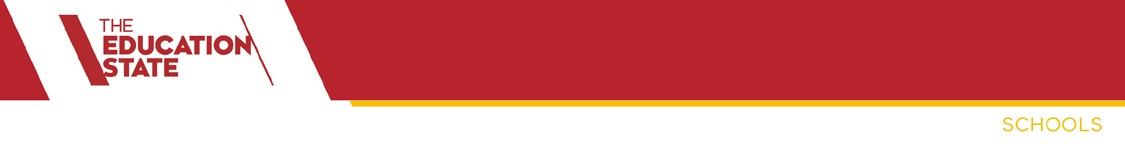 THE
EDUCATION
STATE
SCHOOLS